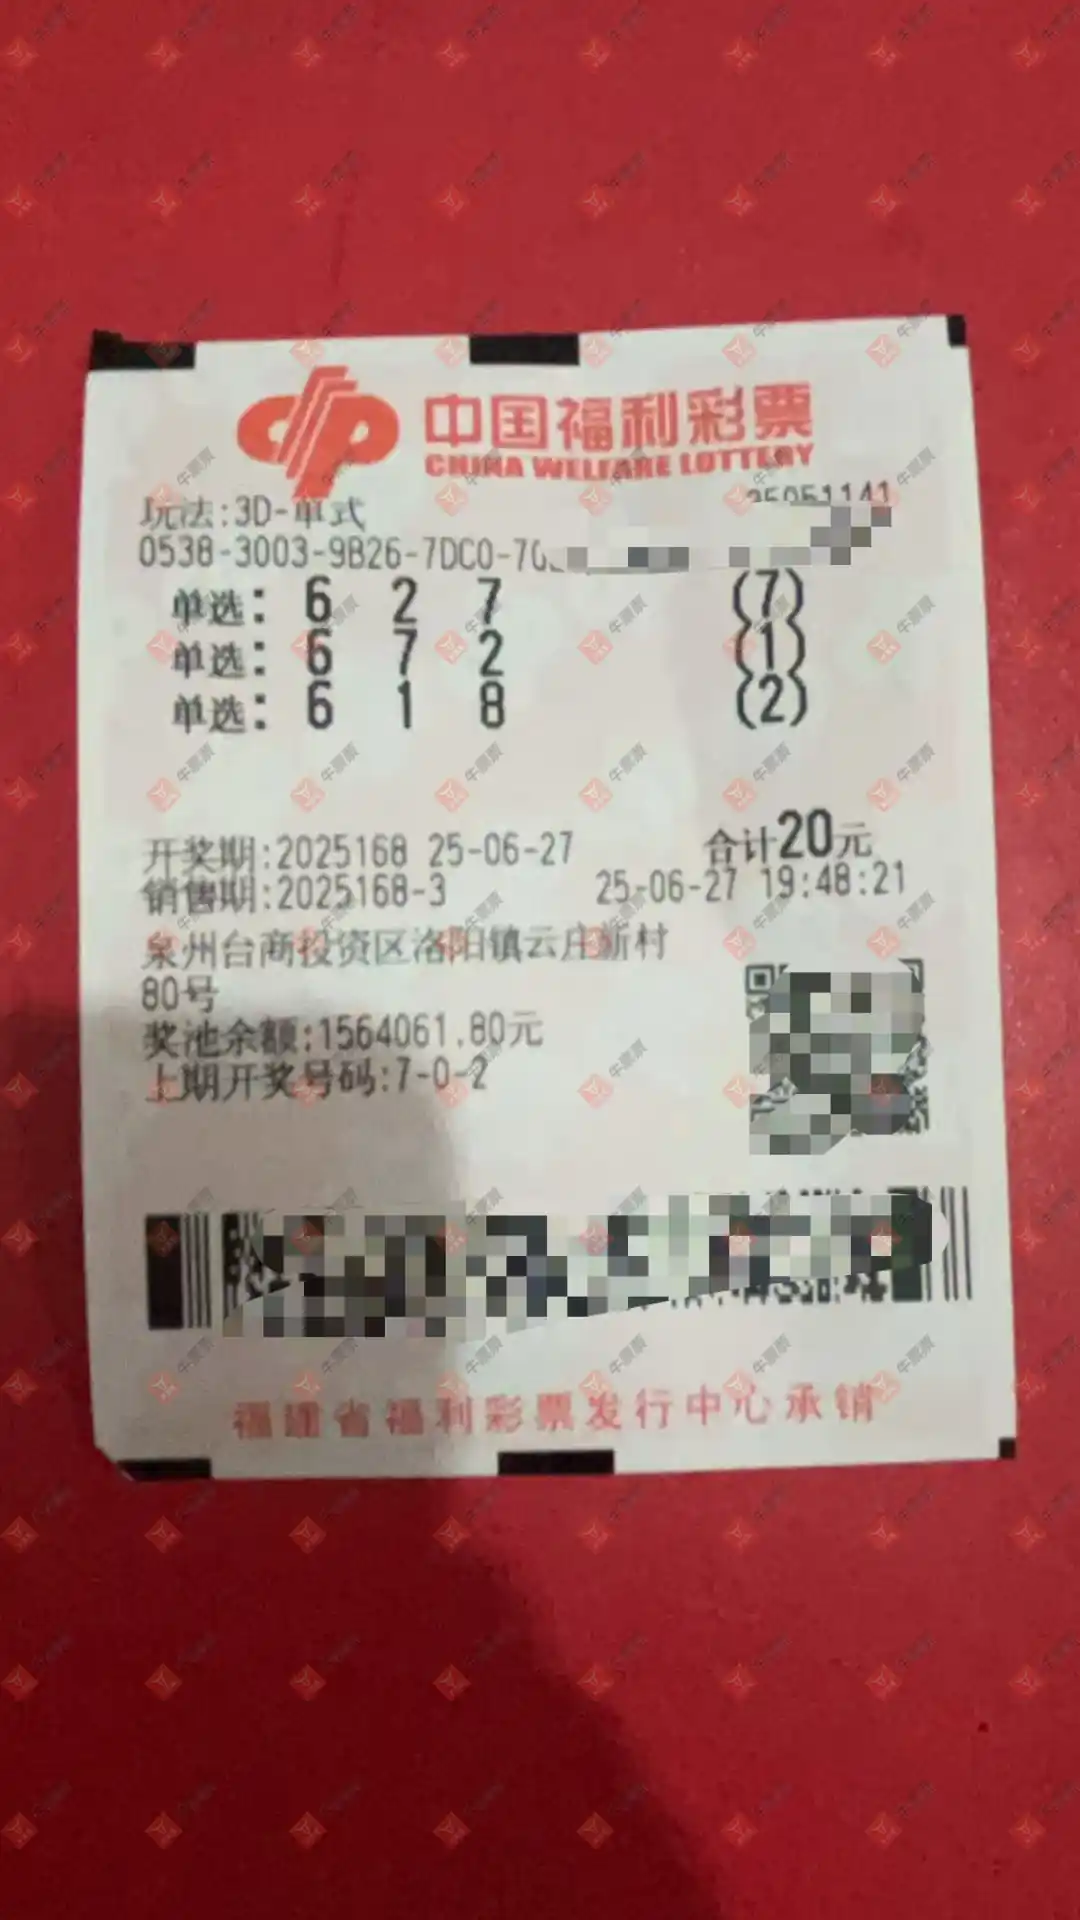 中国福利彩票
CHINA WELFARE LOTTERY
玩法:3D-单式
0538-3003-9B26-7DC0-7
单选: 6 2 7 (7)
单选: 6 7 2 (1)
单选: 6 1 8 (2)
开奖期:2025168 25-06-27 合计20元
销售期:2025168-3 25-06-27 19:48:21
泉州台商投资区洛阳镇云庄新村
80号
奖池余额:1564061.80元
上期开奖号码:7-0-2
福建省福利彩票发行中心承销
牛票票